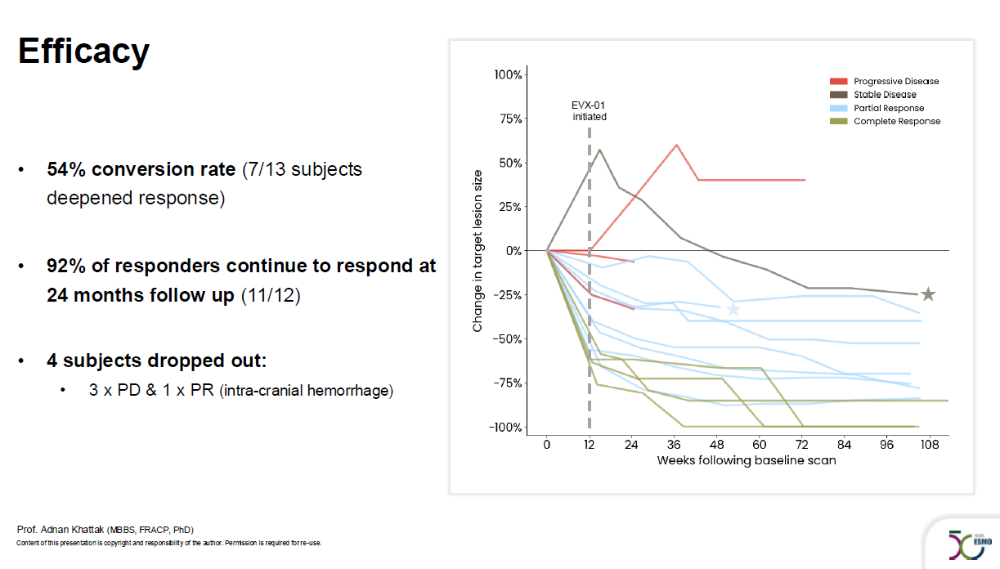 Efficacy
• 54% conversion rate (7/13 subjects
deepened response)
• 92% of responders continue to respond at
24 months follow up (11/12)
• 4 subjects dropped out:
• 3 x PD & 1 x PR (intra-cranial hemorrhage)
Change in target lesion size
100%
75%
50%
25%
0%
−25%
−50%
−75%
−100%
EVX-01
initiated
Progressive Disease
Stable Disease
Partial Response
Complete Response
0 12 24 36 48 60 72 84 96 108
Weeks following baseline scan
Prof. Adnan Khattak (MBBS, FRACP, PhD)
Content of this presentation is copyright and responsibility of the author. Permission is required for re-use.
50 YEARS
ESMO